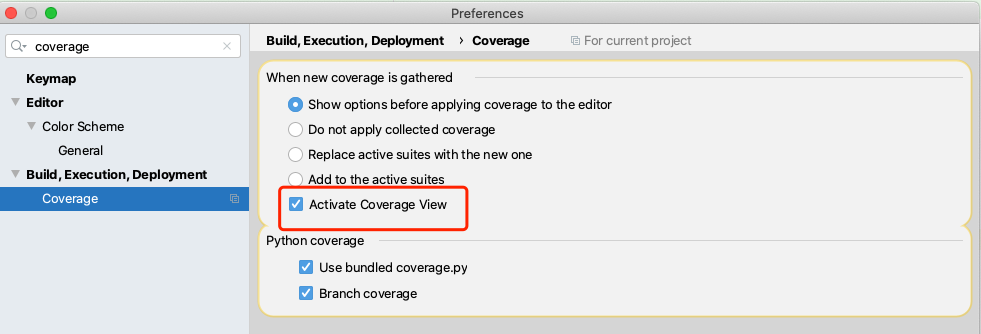 Preferences
coverage
Keymap
Editor
Color Scheme
General
Build, Execution, Deployment
Coverage
Build, Execution, Deployment › Coverage For current project
When new coverage is gathered
Show options before applying coverage to the editor
Do not apply collected coverage
Replace active suites with the new one
Add to the active suites
Activate Coverage View
Python coverage
Use bundled coverage.py
Branch coverage